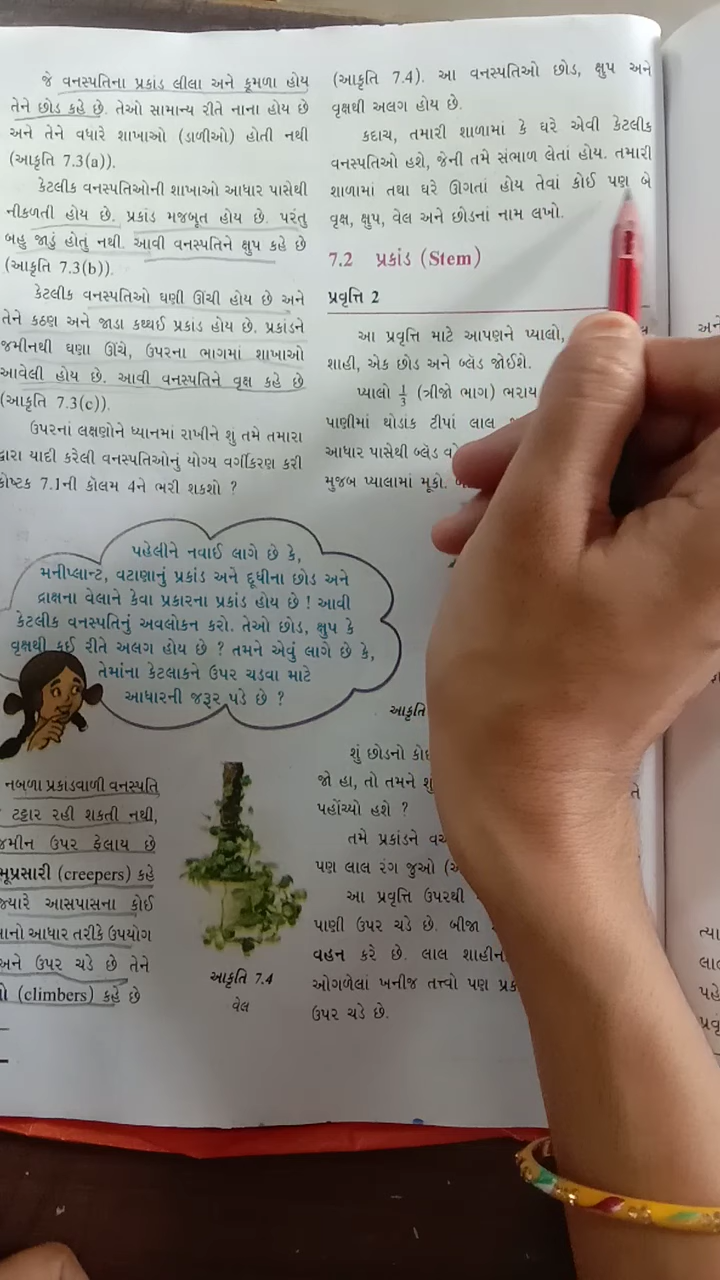 જે વનસ્પતિના પ્રકાંડ લીલા અને કૂમળા હોય
તેને છોડ કહે છે. તેઓ સામાન્ય રીતે નાના હોય છે
અને તેને વધારે શાખાઓ (ડાળીઓ) હોતી નથી
(આકૃતિ 7.3(a)).
કેટલીક વનસ્પતિઓની શાખાઓ આધાર પાસેથી
નીકળતી હોય છે. પ્રકાંડ મજબૂત હોય છે. પરંતુ
બહુ જાડું હોતું નથી. આવી વનસ્પતિને ક્ષુપ કહે છે
(આકૃતિ 7.3(b)).
કેટલીક વનસ્પતિઓ ઘણી ઊંચી હોય છે અને
તેને કઠણ અને જાડા કથ્થઈ પ્રકાંડ હોય છે. પ્રકાંડને
જમીનથી ઘણા ઊંચે, ઉપરના ભાગમાં શાખાઓ
આવેલી હોય છે. આવી વનસ્પતિને વૃક્ષ કહે છે
(આકૃતિ 7.3(c)).
ઉપરનાં લક્ષણોને ધ્યાનમાં રાખીને શું તમે તમારા
દ્વારા યાદી કરેલી વનસ્પતિઓનું યોગ્ય વર્ગીકરણ કરી
કોષ્ટક 7.1ની કૉલમ 4ને ભરી શકશો ?
પહેલીને નવાઈ લાગે છે કે,
મનીપ્લાન્ટ, વટાણાનું પ્રકાંડ અને દૂધીના છોડ અને
દ્રાક્ષના વેલાને કેવા પ્રકારના પ્રકાંડ હોય છે ! આવી
કેટલીક વનસ્પતિનું અવલોકન કરો. તેઓ છોડ, ક્ષુપ કે
વૃક્ષથી કઈ રીતે અલગ હોય છે ? તમને એવું લાગે છે કે,
તેમાંના કેટલાકને ઉપર ચડવા માટે
આધારની જરૂર પડે છે ?
નબળા પ્રકાંડવાળી વનસ્પતિ
ટટ્ટાર રહી શકતી નથી,
જમીન ઉપર ફેલાય છે
ભૂપ્રસારી (creepers) કહે
જ્યારે આસપાસના કોઈ
આધાર તરીકે ઉપયોગ
અને ઉપર ચડે છે તેને
(climbers) કહે છે
આકૃતિ 7.4
વેલ
(આકૃતિ 7.4). આ વનસ્પતિઓ છોડ, ક્ષુપ અને
વૃક્ષથી અલગ હોય છે.
કદાચ, તમારી શાળામાં કે ઘરે એવી કેટલીક
વનસ્પતિઓ હશે, જેની તમે સંભાળ લેતાં હોય. તમારી
શાળામાં તથા ઘરે ઊગતાં હોય તેવાં કોઈ પણ બે
વૃક્ષ, ક્ષુપ, વેલ અને છોડનાં નામ લખો.
7.2 પ્રકાંડ (Stem)
પ્રવૃત્તિ 2
આ પ્રવૃત્તિ માટે આપણને પ્યાલો,
શાહી, એક છોડ અને બ્લેડ જોઈશે.
પ્યાલો 1/3 (ત્રીજો ભાગ) ભરાય
પાણીમાં થોડાંક ટીપાં લાલ
આધાર પાસેથી બ્લૅડ
મુજબ પ્યાલામાં મૂકો.
આકૃતિ
શું છોડનો
જો હા, તો તમને
પહોંચ્યો હશે ?
તમે પ્રકાંડને
પણ લાલ રંગ જુઓ
આ પ્રવૃત્તિ ઉપરથી
પાણી ઉપર ચડે છે. બીજા
વહન કરે છે. લાલ
ઓગળેલાં ખનીજ તત્ત્વો પણ
ઉપર ચડે છે.